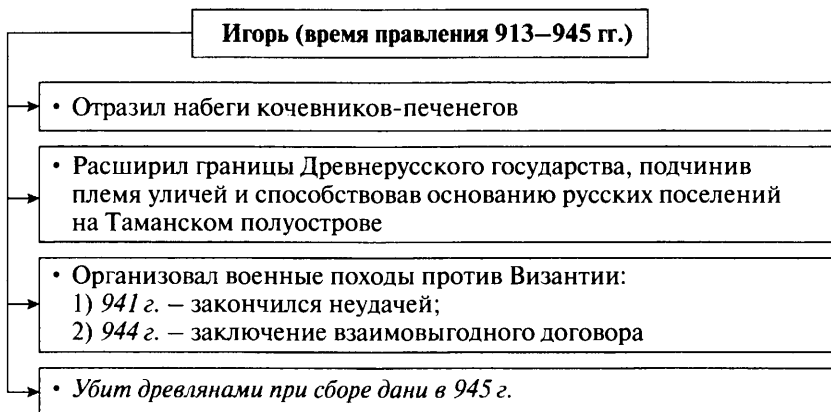 Игорь (время правления 913–945 гг.)
• Отразил набеги кочевников-печенегов
• Расширил границы Древнерусского государства, подчинив
племя уличей и способствовав основанию русских поселений
на Таманском полуострове
• Организовал военные походы против Византии:
1) 941 г. – закончился неудачей;
2) 944 г. – заключение взаимовыгодного договора
• Убит древлянами при сборе дани в 945 г.